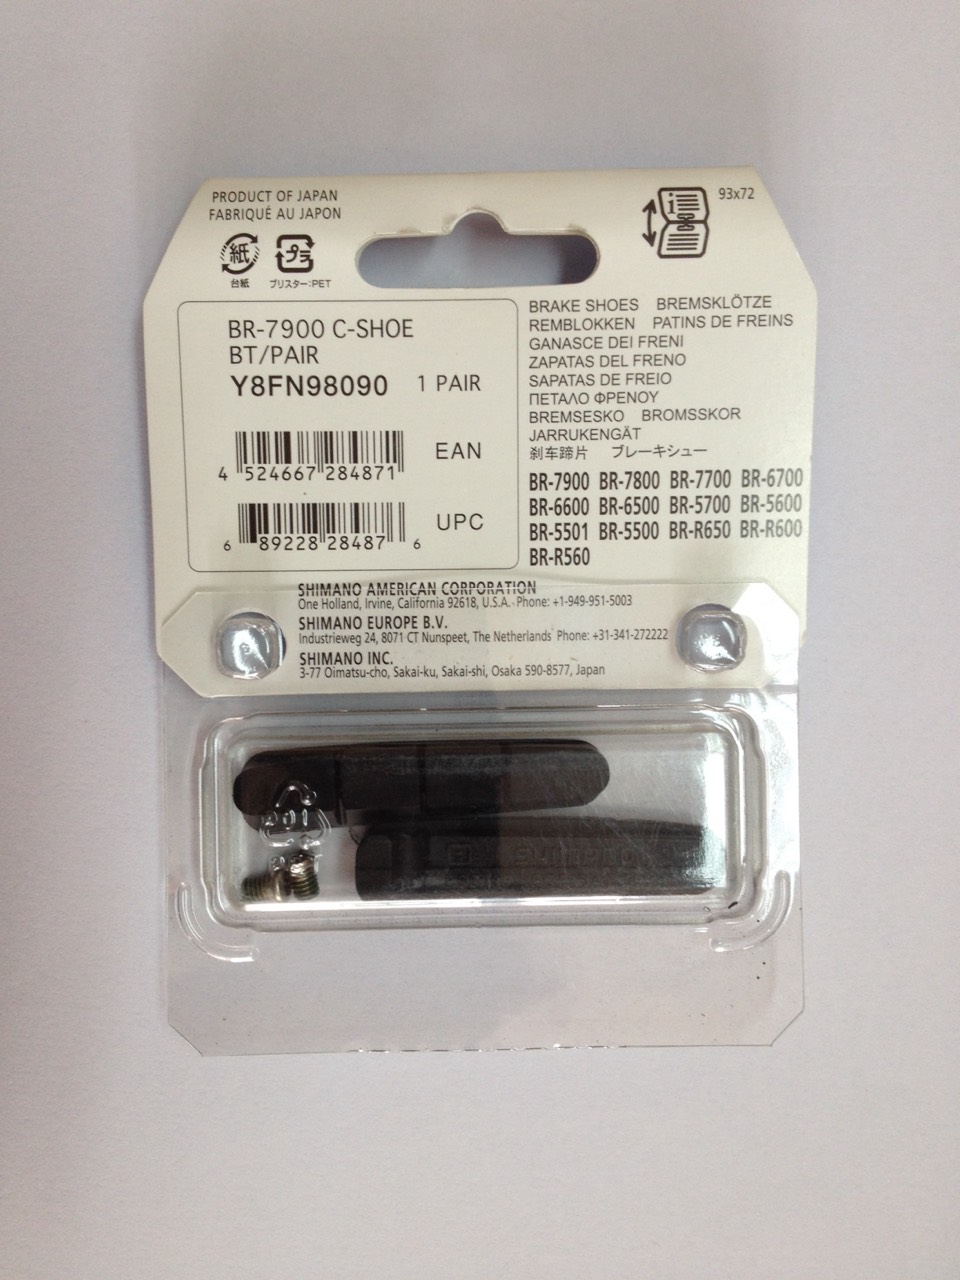 PRODUCT OF JAPAN
FABRIQUÉ AU JAPON
93x72
i
紙
プラ
台紙
ブリスター:PET
BR-7900 C-SHOE
BT/PAIR
Y8FN98090 1 PAIR
EAN
4 524667 284871
UPC
6 89228 28487 6
BRAKE SHOES BREMSKLÖTZE
REMBLOKKEN PATINS DE FREINS
GANASCE DEI FRENI
ZAPATAS DEL FRENO
SAPATAS DE FREIO
ΠΕΤΑΛΟ ΦΡΕΝΟΥ
BREMSESKO BROMSSKOR
JARRUKENGÄT
刹车蹄片 ブレーキシュー
BR-7900 BR-7800 BR-7700 BR-6700
BR-6600 BR-6500 BR-5700 BR-5600
BR-5501 BR-5500 BR-R650 BR-R600
BR-R560
SHIMANO AMERICAN CORPORATION
One Holland, Irvine, California 92618, U.S.A. Phone: +1-949-951-5003
SHIMANO EUROPE B.V.
Industrieweg 24, 8071 CT Nunspeet, The Netherlands Phone: +31-341-272222
SHIMANO INC.
3-77 Oimatsu-cho, Sakai-ku, Sakai-shi, Osaka 590-8577, Japan